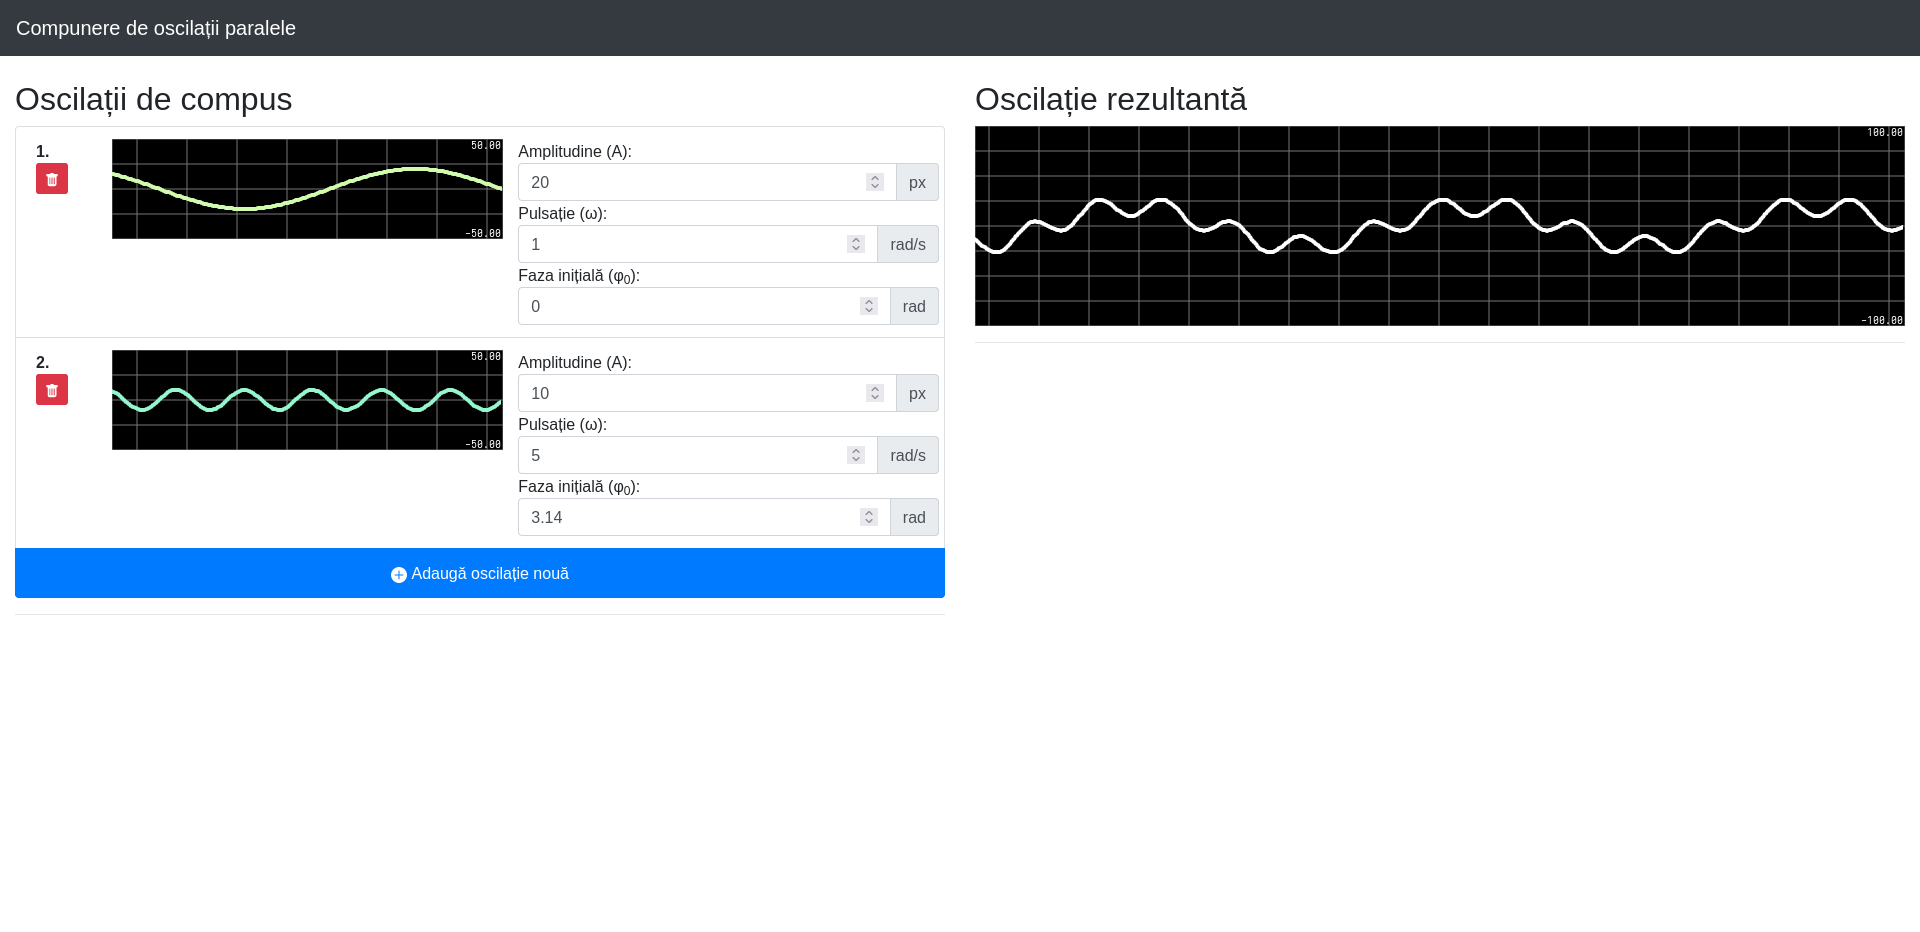 Compunere de oscilații paralele
Oscilații de compus
1.
50.00
-50.00
Amplitudine (A):
20 px
Pulsație (ω):
1 rad/s
Faza inițială (φ₀):
0 rad
2.
50.00
-50.00
Amplitudine (A):
10 px
Pulsație (ω):
5 rad/s
Faza inițială (φ₀):
3.14 rad
Adaugă oscilație nouă
Oscilație rezultantă
100.00
-100.00